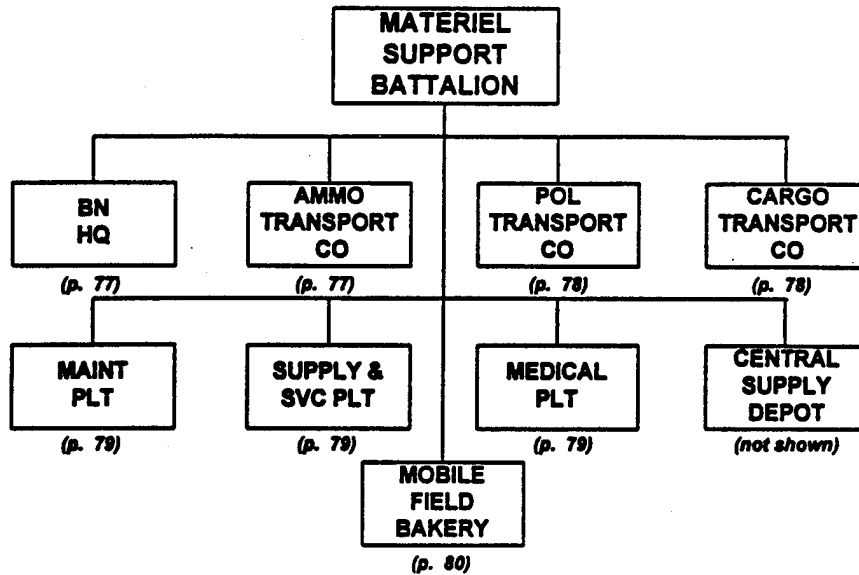 MATERIEL
SUPPORT
BATTALION
BN
HQ
(p. 77)
AMMO
TRANSPORT
CO
(p. 77)
POL
TRANSPORT
CO
(p. 78)
CARGO
TRANSPORT
CO
(p. 78)
MAINT
PLT
(p. 79)
SUPPLY &
SVC PLT
(p. 79)
MEDICAL
PLT
(p. 79)
CENTRAL
SUPPLY
DEPOT
(not shown)
MOBILE
FIELD
BAKERY
(p. 80)